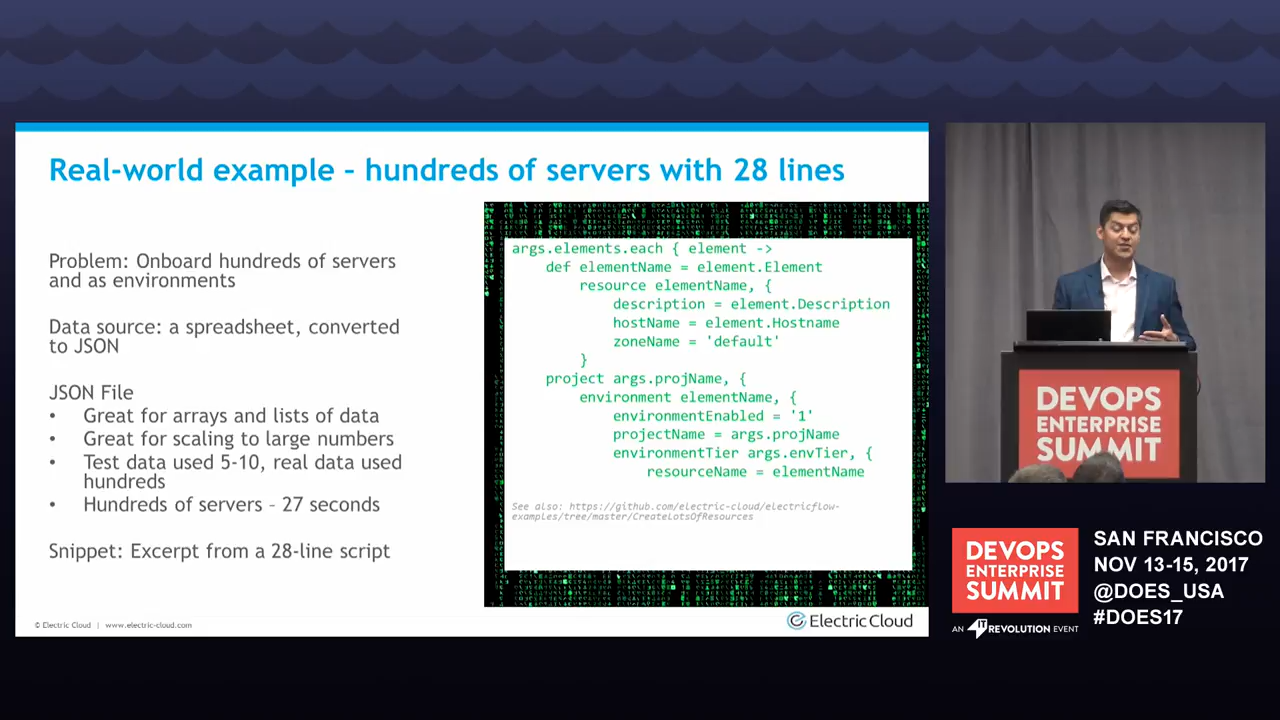 Real-world example – hundreds of servers with 28 lines
Problem: Onboard hundreds of servers
and as environments
Data source: a spreadsheet, converted
to JSON
JSON File
• Great for arrays and lists of data
• Great for scaling to large numbers
• Test data used 5-10, real data used
hundreds
• Hundreds of servers – 27 seconds
Snippet: Excerpt from a 28-line script
args.elements.each { element ->
def elementName = element.Element
resource elementName, {
description = element.Description
hostName = element.Hostname
zoneName = 'default'
}
project args.projName, {
environment elementName, {
environmentEnabled = '1'
projectName = args.projName
environmentTier args.envTier, {
resourceName = elementName
See also: https://github.com/electric-cloud/electricflow-
examples/tree/master/CreateLotsOfResources
© Electric Cloud | www.electric-cloud.com
Electric Cloud
DEVOPS
ENTERPRISE
SUMMIT
DEVOPS
ENTERPRISE
SUMMIT
AN IT REVOLUTION EVENT
SAN FRANCISCO
NOV 13-15, 2017
@DOES_USA
#DOES17